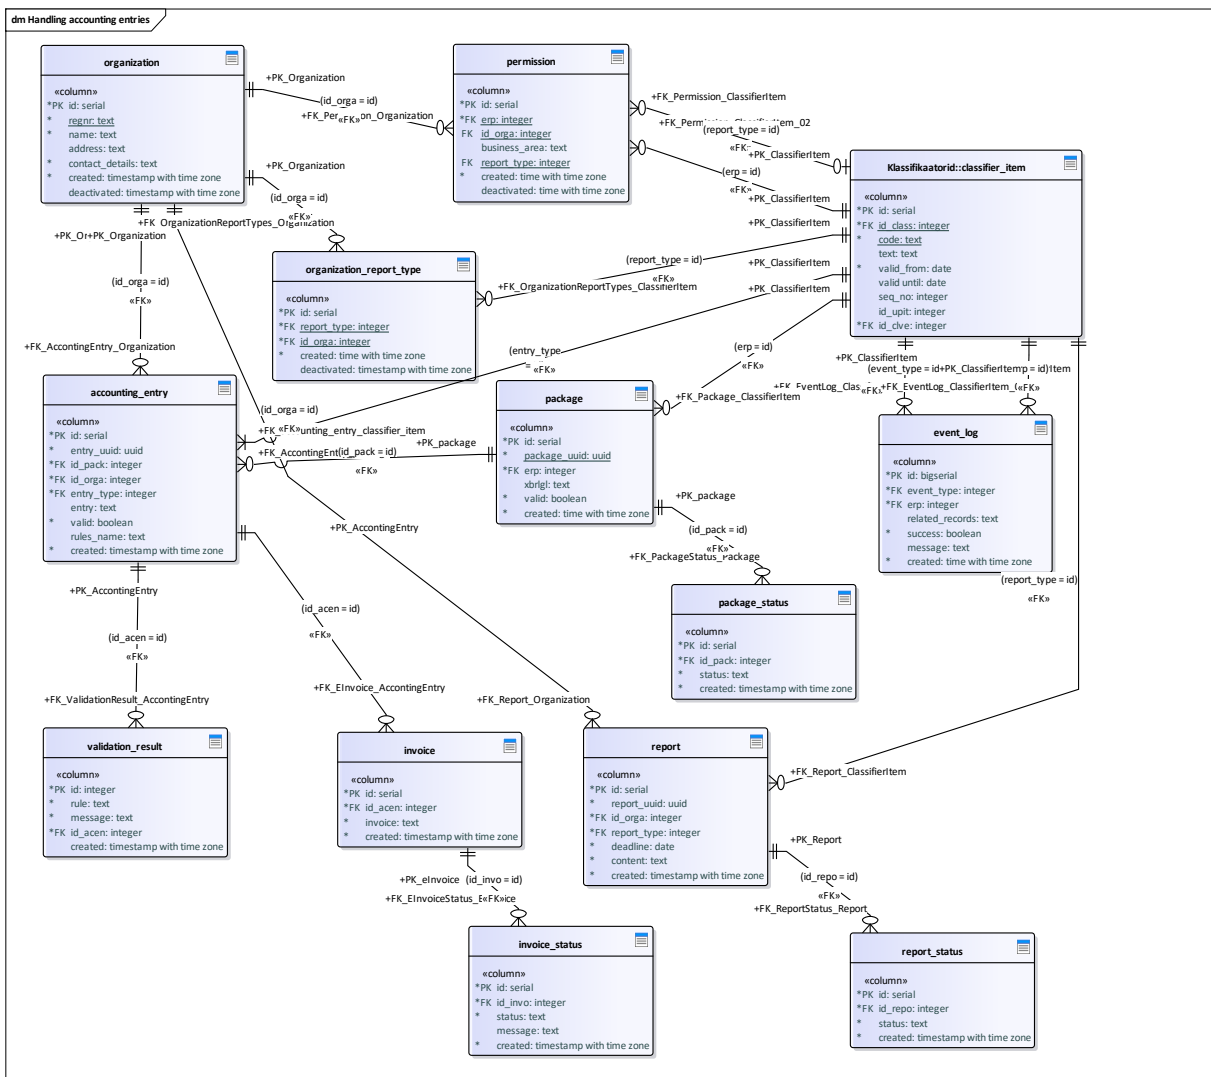 dm Handling accounting entries
organization
«column»
*PK id: serial
* regnr: text
* name: text
address: text
* contact_details: text
* created: timestamp with time zone
deactivated: timestamp with time zone
+PK_Organization
(id_orga = id)
«FK»
permission
«column»
*PK id: serial
*FK erp: integer
FK id_orga: integer
business_area: text
FK report_type: integer
* created: time with time zone
deactivated: time with time zone
+FK_Permission_ClassifierItem
(report_type = id)
«FK»
+PK_ClassifierItem
(erp = id)
«FK»
+PK_ClassifierItem
Klassifikaatorid::classifier_item
«column»
*PK id: serial
*FK id_class: integer
* code: text
text: text
* valid_from: date
valid until: date
seq_no: integer
id_upit: integer
*FK id_clve: integer
+PK_Organization
(id_orga = id)
«FK»
+FK_OrganizationReportTypes_Organization
+PK_Organization
(id_orga = id)
«FK»
+FK_AccontingEntry_Organization
organization_report_type
«column»
*PK id: serial
*FK report_type: integer
*FK id_orga: integer
* created: time with time zone
deactivated: timestamp with time zone
+PK_ClassifierItem
(report_type = id)
«FK»
+FK_OrganizationReportTypes_ClassifierItem
+PK_ClassifierItem
(entry_type
«FK»
+PK_ClassifierItem
(erp = id)
«FK»
+FK_Package_ClassifierItem
+PK_ClassifierItem
accounting_entry
«column»
*PK id: serial
* entry_uuid: uuid
*FK id_pack: integer
*FK id_orga: integer
*FK entry_type: integer
entry: text
* valid: boolean
rules_name: text
* created: timestamp with time zone
(id_orga = id)
«FK»
(id_pack = id)
«FK»
+PK_package
package
«column»
*PK id: serial
* package_uuid: uuid
*FK erp: integer
xbrlgl: text
* valid: boolean
* created: time with time zone
event_log
«column»
*PK id: bigserial
*FK event_type: integer
*FK erp: integer
related_records: text
* success: boolean
message: text
* created: time with time zone
+PK_package
(id_pack = id)
«FK»
+FK_PackageStatus_Package
package_status
«column»
*PK id: serial
*FK id_pack: integer
* status: text
* created: timestamp with time zone
(report_type = id)
«FK»
+FK_Report_ClassifierItem
+PK_AccontingEntry
(id_acen = id)
«FK»
+FK_ValidationResult_AccontingEntry
+PK_AccontingEntry
(id_acen = id)
«FK»
+FK_EInvoice_AccontingEntry
+FK_Report_Organization
validation_result
«column»
*PK id: integer
* rule: text
* message: text
*FK id_acen: integer
created: timestamp with time zone
invoice
«column»
*PK id: serial
*FK id_acen: integer
* invoice: text
* created: timestamp with time zone
report
«column»
*PK id: serial
* report_uuid: uuid
*FK id_orga: integer
*FK report_type: integer
* deadline: date
* content: text
* created: timestamp with time zone
+PK_eInvoice
(id_invo = id)
«FK»
+PK_Report
(id_repo = id)
«FK»
+FK_ReportStatus_Report
invoice_status
«column»
*PK id: serial
*FK id_invo: integer
* status: text
message: text
* created: timestamp with time zone
report_status
«column»
*PK id: serial
*FK id_repo: integer
* status: text
* created: timestamp with time zone